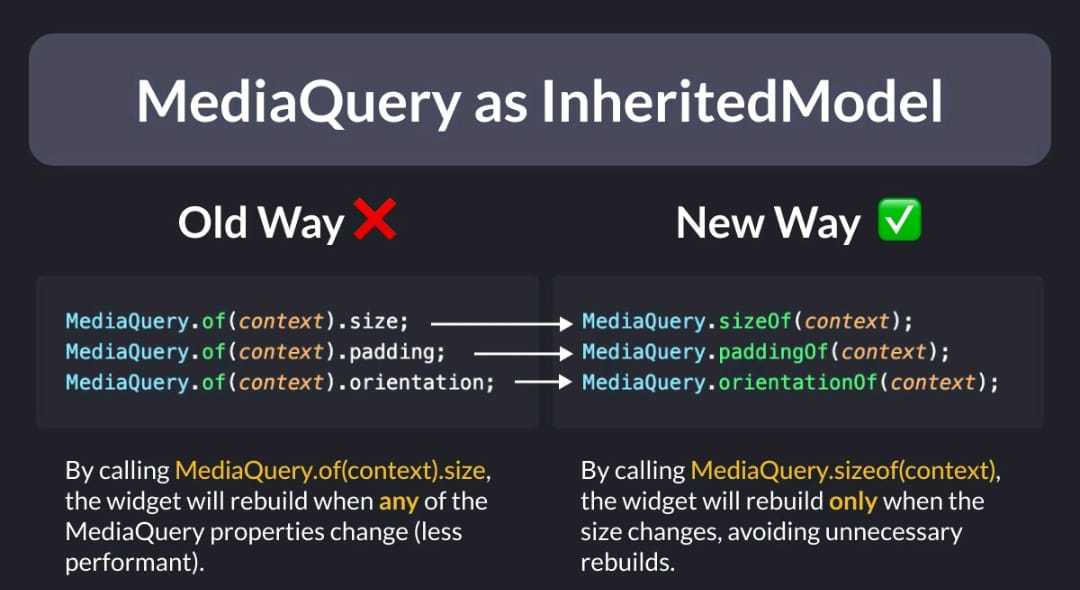 MediaQuery as InheritedModel
Old Way ❌
MediaQuery.of(context).size;
MediaQuery.of(context).padding;
MediaQuery.of(context).orientation;
By calling MediaQuery.of(context).size,
the widget will rebuild when any of the
MediaQuery properties change (less
performant).
New Way ✅
MediaQuery.sizeOf(context);
MediaQuery.paddingOf(context);
MediaQuery.orientationOf(context);
By calling MediaQuery.sizeof(context),
the widget will rebuild only when the
size changes, avoiding unnecessary
rebuilds.